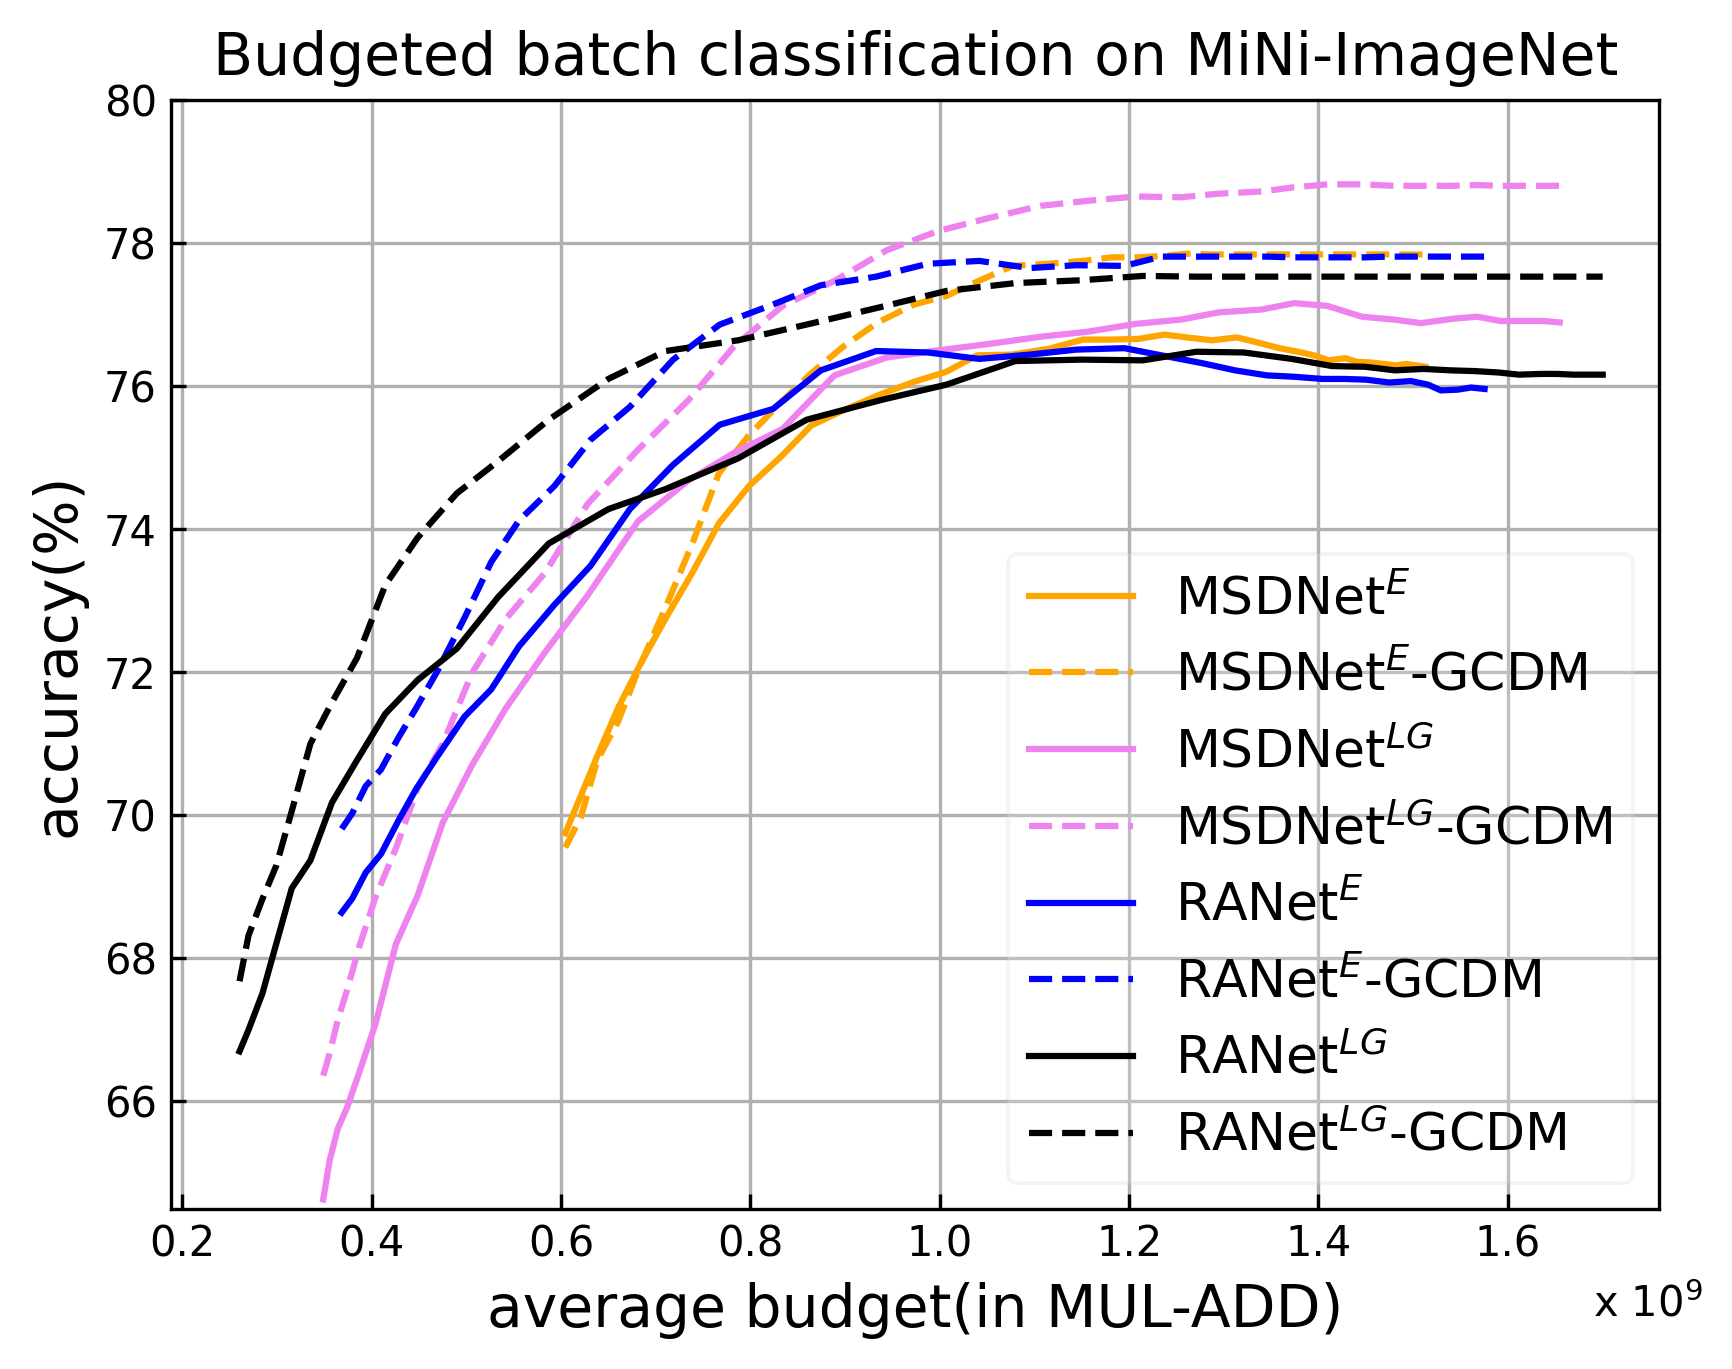 Budgeted batch classification on MiNi-ImageNet
80
78
76
74
72
70
68
66
accuracy(%)
MSDNet^E
MSDNet^E-GCDM
MSDNet^LG
MSDNet^LG-GCDM
RANet^E
RANet^E-GCDM
RANet^LG
RANet^LG-GCDM
0.2 0.4 0.6 0.8 1.0 1.2 1.4 1.6
average budget(in MUL-ADD)
x 10^9